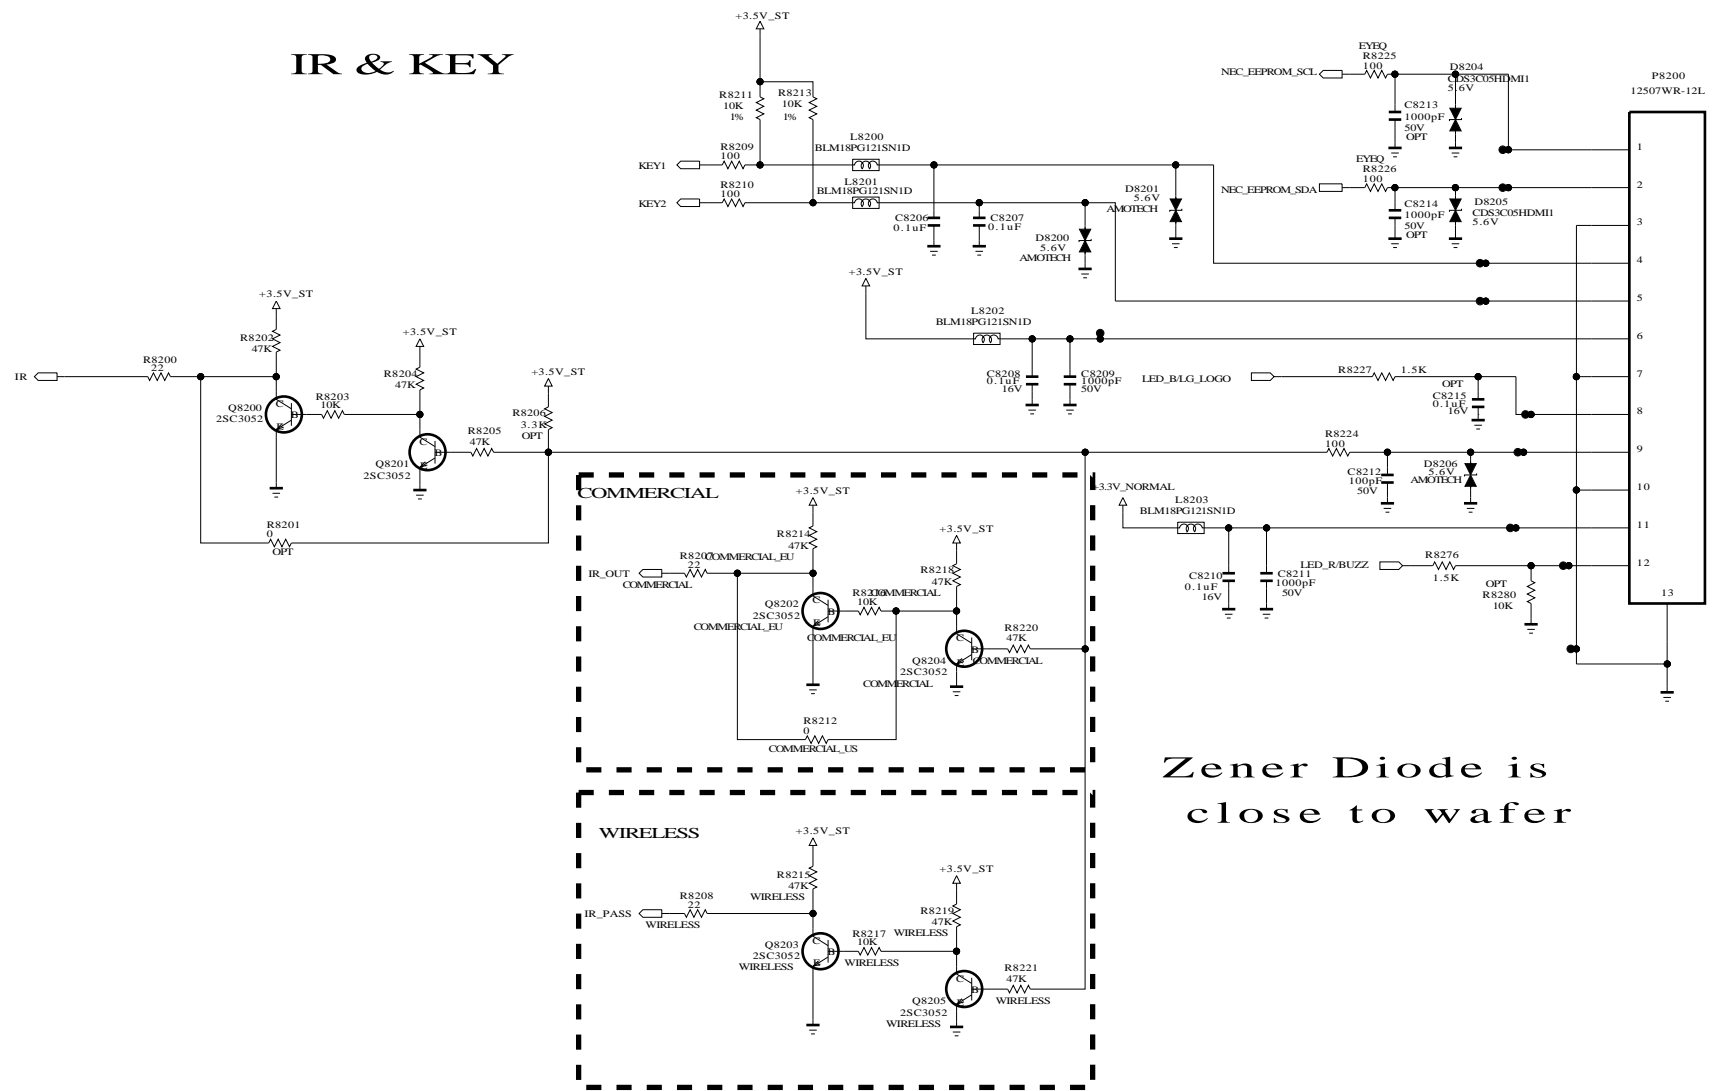 IR & KEY
+3.5V_ST
R8211
10K
1%
R8213
10K
1%
KEY1
R8209
100
L8200
BLM18PG121SN1D
KEY2
R8210
100
L8201
BLM18PG121SN1D
C8206
0.1uF
C8207
0.1uF
D8200
5.6V
AMOTECH
D8201
5.6V
AMOTECH
NEC_EEPROM_SCL
EYEQ
R8225
100
D8204
CDS3C05HDMI1
5.6V
C8213
1000pF
50V
OPT
NEC_EEPROM_SDA
EYEQ
R8226
100
C8214
1000pF
50V
OPT
D8205
CDS3C05HDMI1
5.6V
P8200
12507WR-12L
1
2
3
4
5
6
7
8
9
10
11
12
13
+3.5V_ST
L8202
BLM18PG121SN1D
C8208
0.1uF
16V
C8209
1000pF
50V
LED_B/LG_LOGO
R8227
1.5K
OPT
C8215
0.1uF
16V
R8224
100
C8212
100pF
50V
D8206
5.6V
AMOTECH
+3.3V_NORMAL
L8203
BLM18PG121SN1D
C8210
0.1uF
16V
C8211
1000pF
50V
LED_R/BUZZ
R8276
1.5K
OPT
R8280
10K
IR
R8200
22
+3.5V_ST
R8202
47K
Q8200
2SC3052
C
B
E
R8203
10K
+3.5V_ST
R8204
47K
Q8201
2SC3052
C
B
E
R8205
47K
+3.5V_ST
R8206
3.3K
OPT
R8201
0
OPT
COMMERCIAL
+3.5V_ST
R8214
47K
COMMERCIAL_EU
IR_OUT
R8207
22
COMMERCIAL
Q8202
2SC3052
COMMERCIAL_EU
C
B
E
R8216
10K
COMMERCIAL_EU
+3.5V_ST
R8218
47K
COMMERCIAL
Q8204
2SC3052
COMMERCIAL
C
B
E
R8220
47K
COMMERCIAL
R8212
0
COMMERCIAL_US
WIRELESS
+3.5V_ST
R8215
47K
WIRELESS
IR_PASS
R8208
22
WIRELESS
Q8203
2SC3052
WIRELESS
C
B
E
R8217
10K
WIRELESS
+3.5V_ST
R8219
47K
WIRELESS
Q8205
2SC3052
WIRELESS
C
B
E
R8221
47K
WIRELESS
Zener Diode is
close to wafer